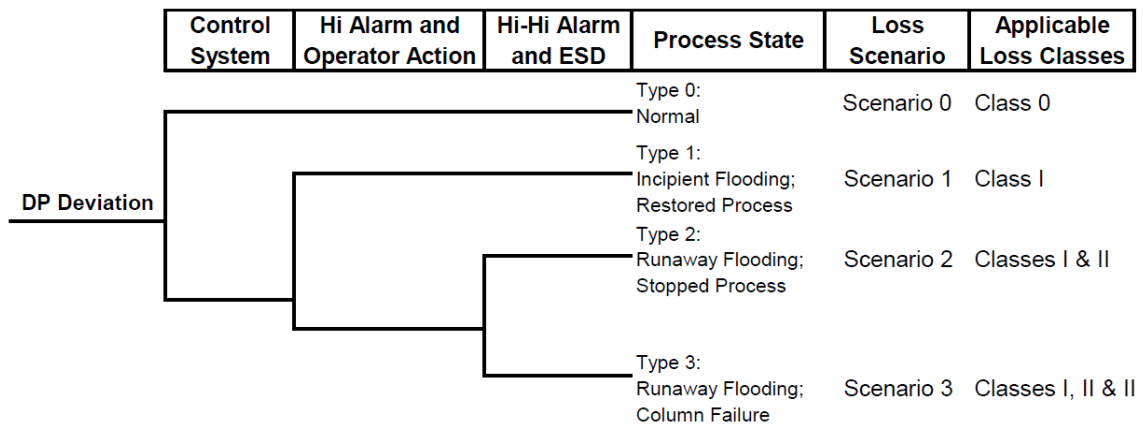 Control System
Hi Alarm and Operator Action
Hi-Hi Alarm and ESD
Process State
Loss Scenario
Applicable Loss Classes
DP Deviation
Type 0:
Normal
Scenario 0
Class 0
Type 1:
Incipient Flooding;
Restored Process
Scenario 1
Class I
Type 2:
Runaway Flooding;
Stopped Process
Scenario 2
Classes I & II
Type 3:
Runaway Flooding;
Column Failure
Scenario 3
Classes I, II & II